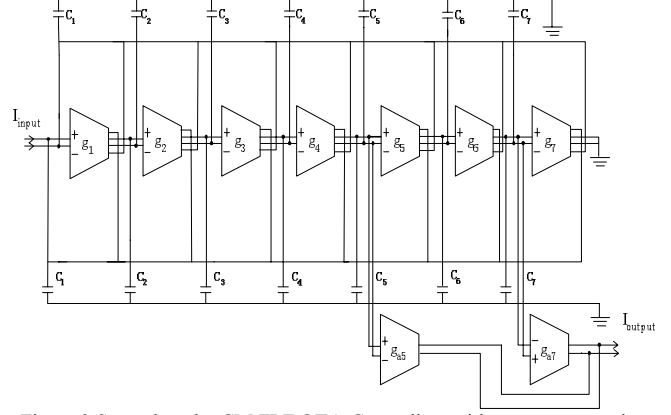 C1 C2 C3 C4 C5 C6 C7
Iinput
+ + + + + + +
− − − − − − −
g1 g2 g3 g4 g5 g6 g7
C1 C2 C3 C4 C5 C6 C7
Ioutput
+ −
− +
ga5 ga7